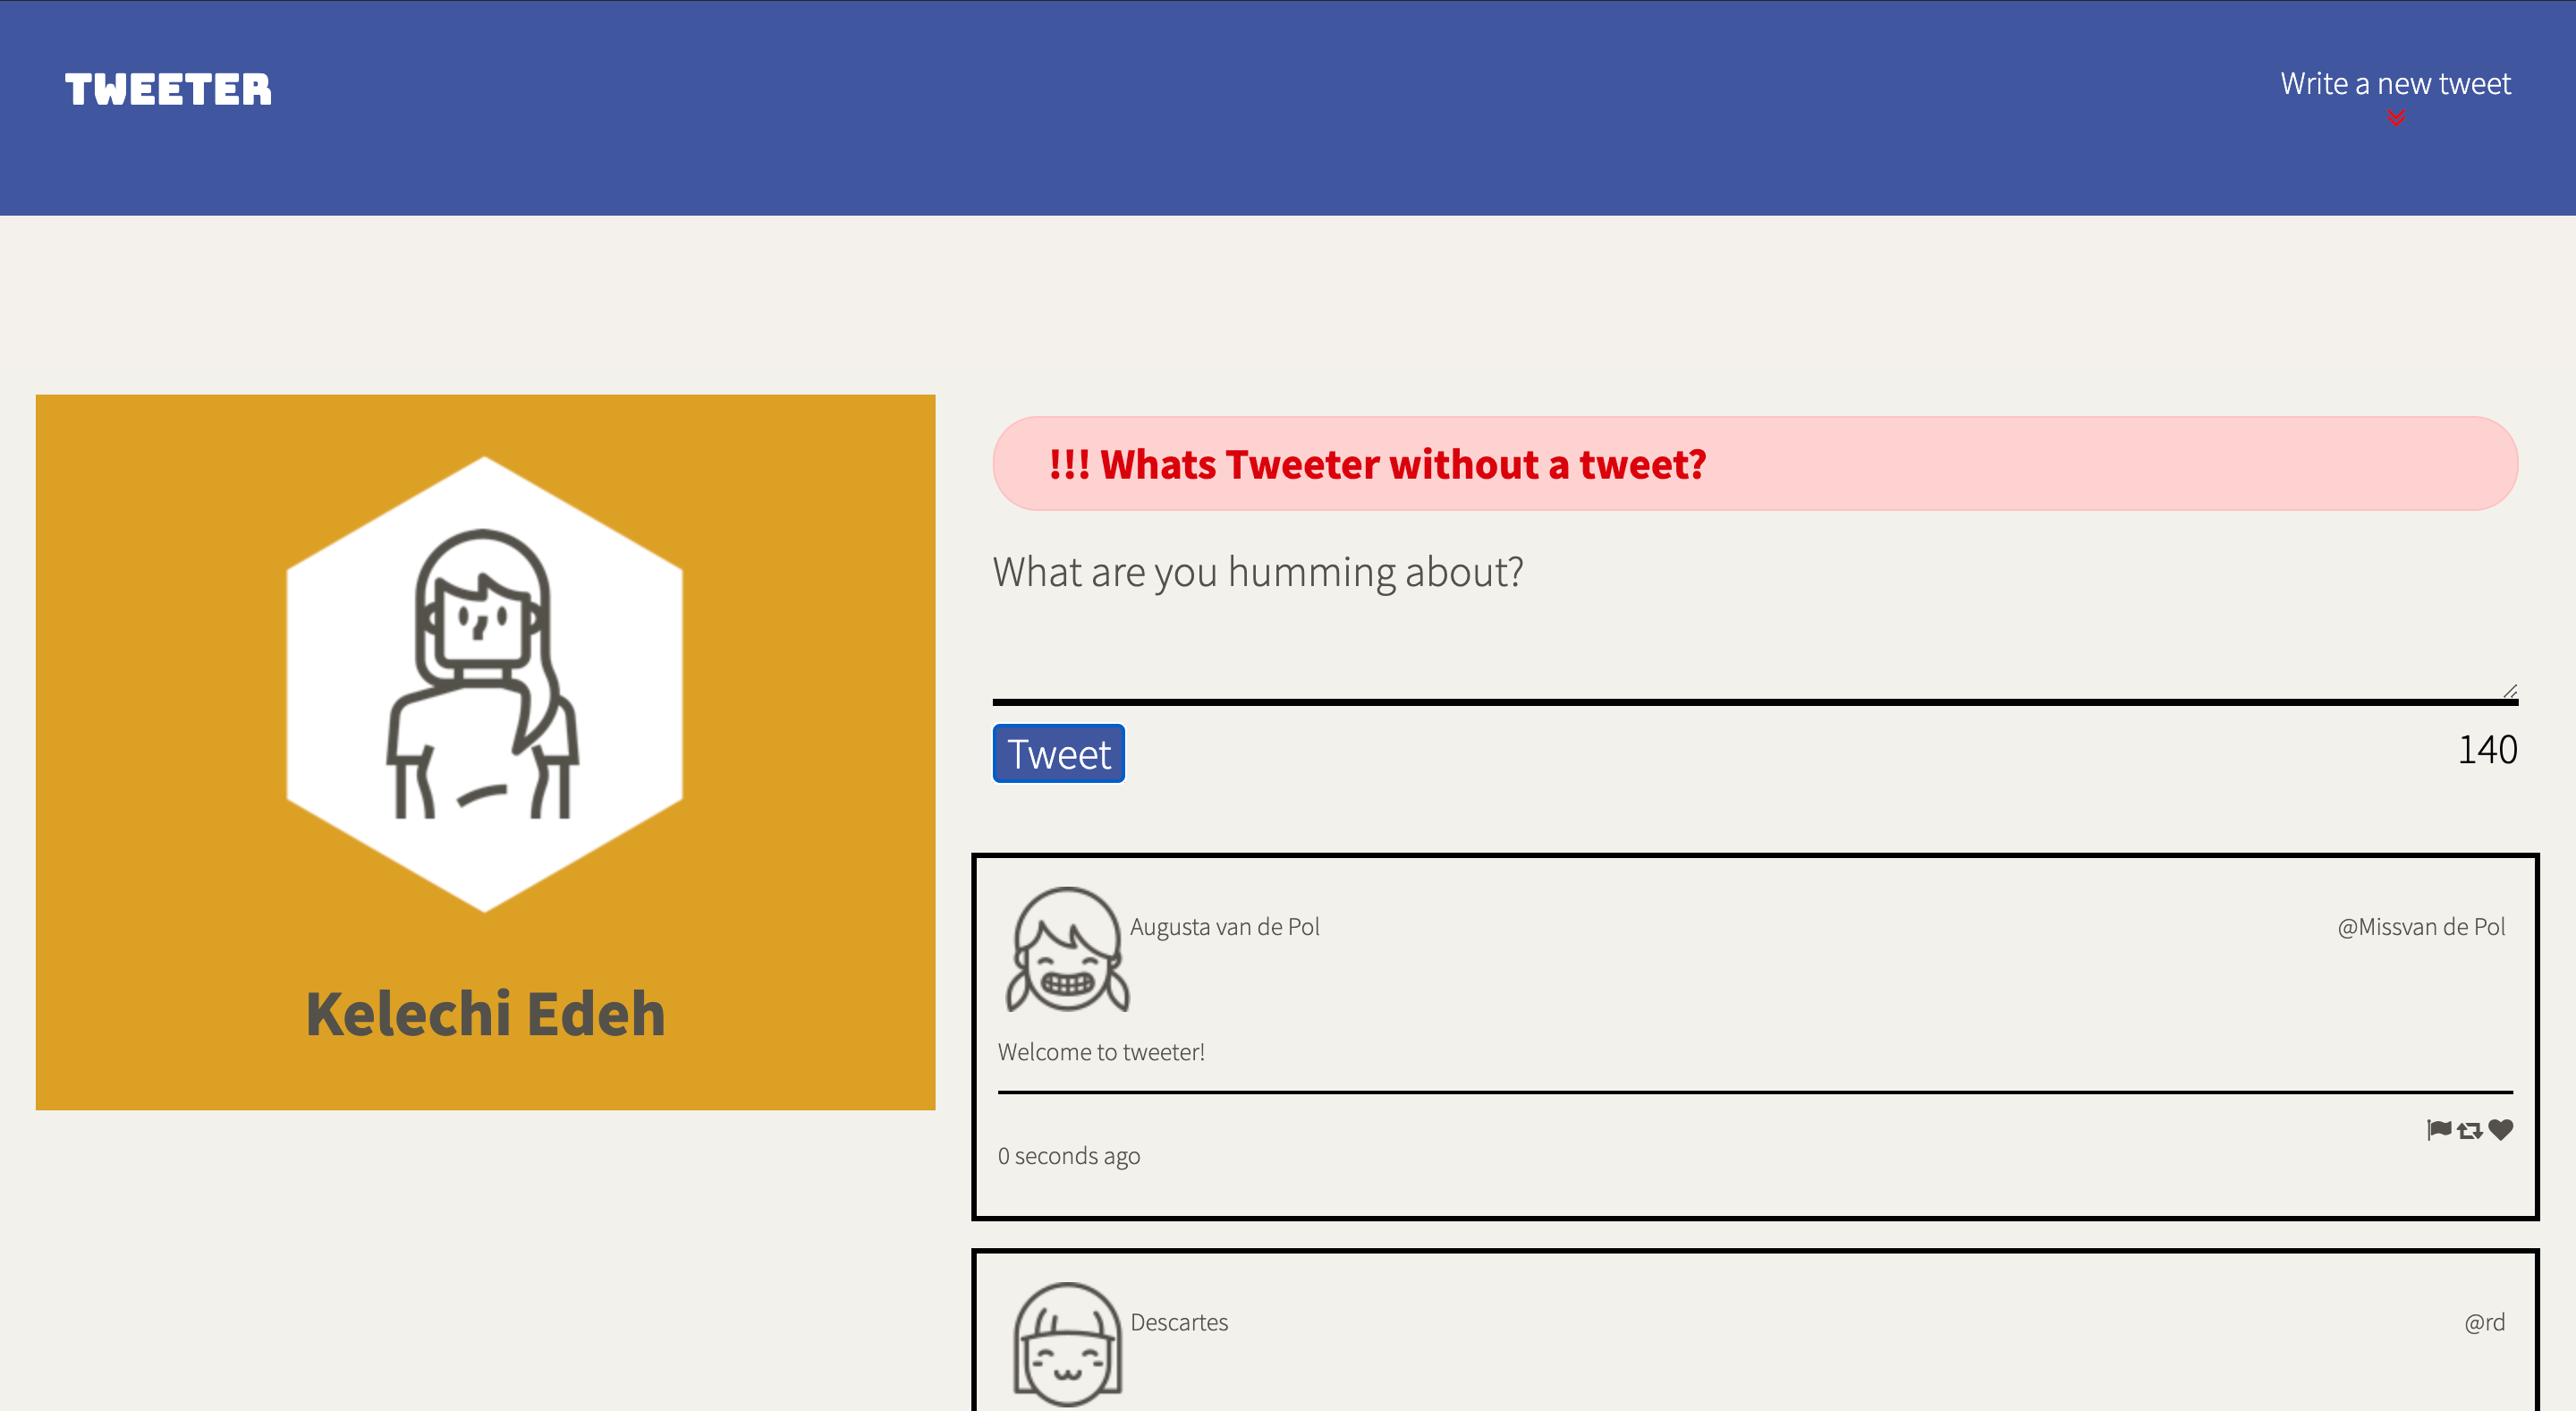 TWEETER
Write a new tweet
Kelechi Edeh
!!! Whats Tweeter without a tweet?
What are you humming about?
Tweet
140
Augusta van de Pol
@Missvan de Pol
Welcome to tweeter!
0 seconds ago
Descartes
@rd